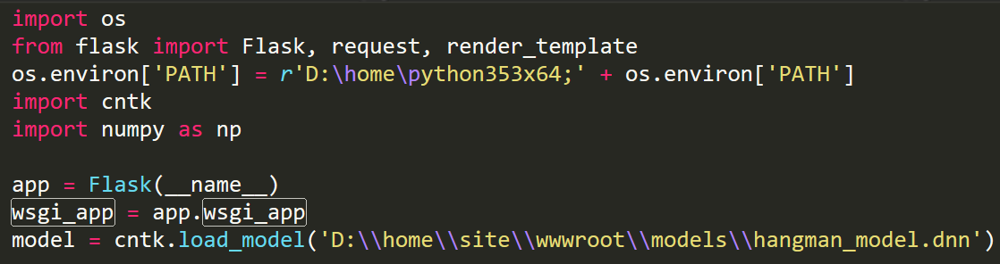 import os
from flask import Flask, request, render_template
os.environ['PATH'] = r'D:\home\python353x64;' + os.environ['PATH']
import cntk
import numpy as np
app = Flask(__name__)
wsgi_app = app.wsgi_app
model = cntk.load_model('D:\\home\\site\\wwwroot\\models\\hangman_model.dnn')